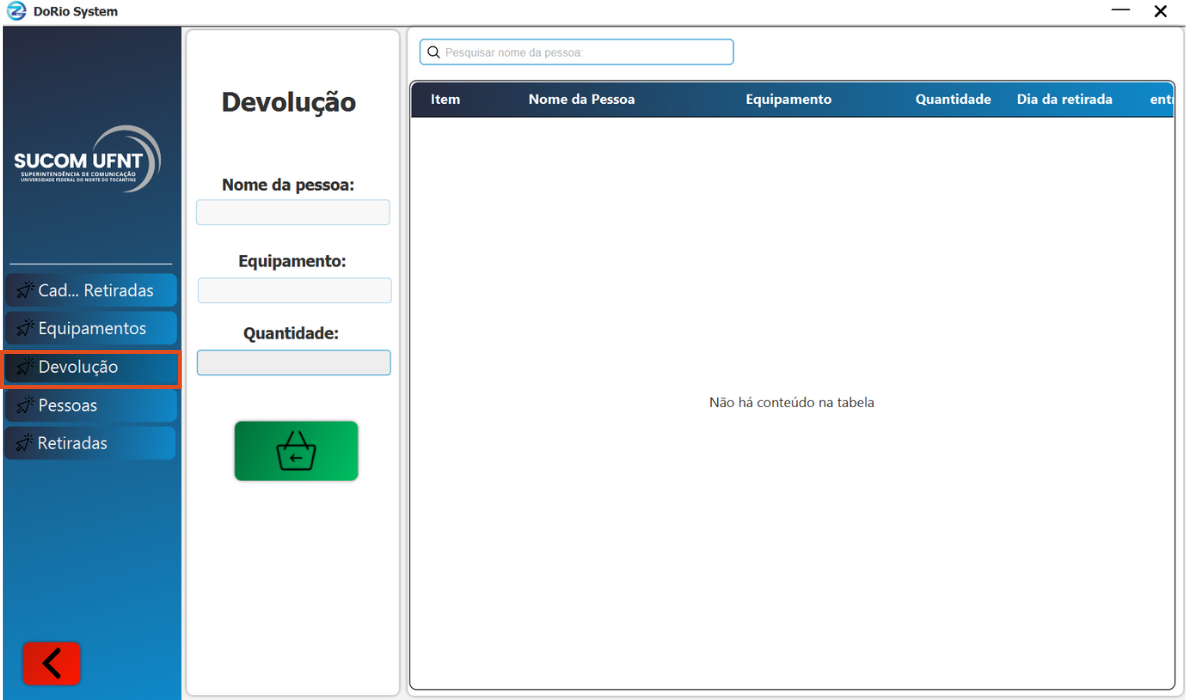 DoRio System
SUCOM UFNT
SUPERINTENDÊNCIA DE COMUNICAÇÃO
UNIVERSIDADE FEDERAL DO NORTE DO TOCANTINS
Cad... Retiradas
Equipamentos
Devolução
Pessoas
Retiradas
Devolução
Nome da pessoa:
Equipamento:
Quantidade:
Pesquisar nome da pessoa:
Item Nome da Pessoa Equipamento Quantidade Dia da retirada ent
Não há conteúdo na tabela